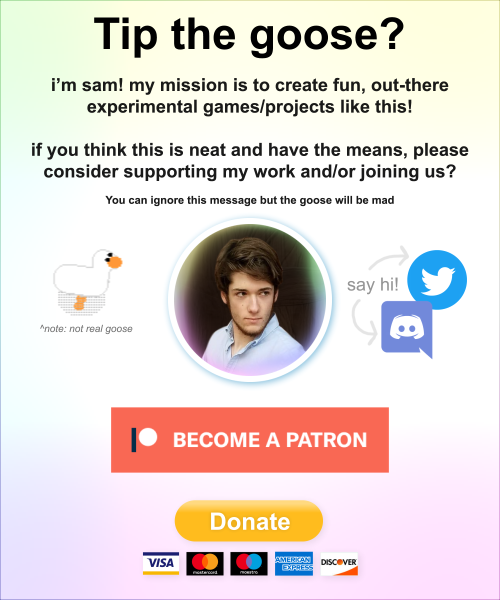 Tip the goose?
i’m sam! my mission is to create fun, out-there
experimental games/projects like this!
if you think this is neat and have the means, please
consider supporting my work and/or joining us?
You can ignore this message but the goose will be mad
say hi!
^note: not real goose
BECOME A PATRON
Donate
VISA
mastercard
maestro
AMERICAN
EXPRESS
DISCOVER